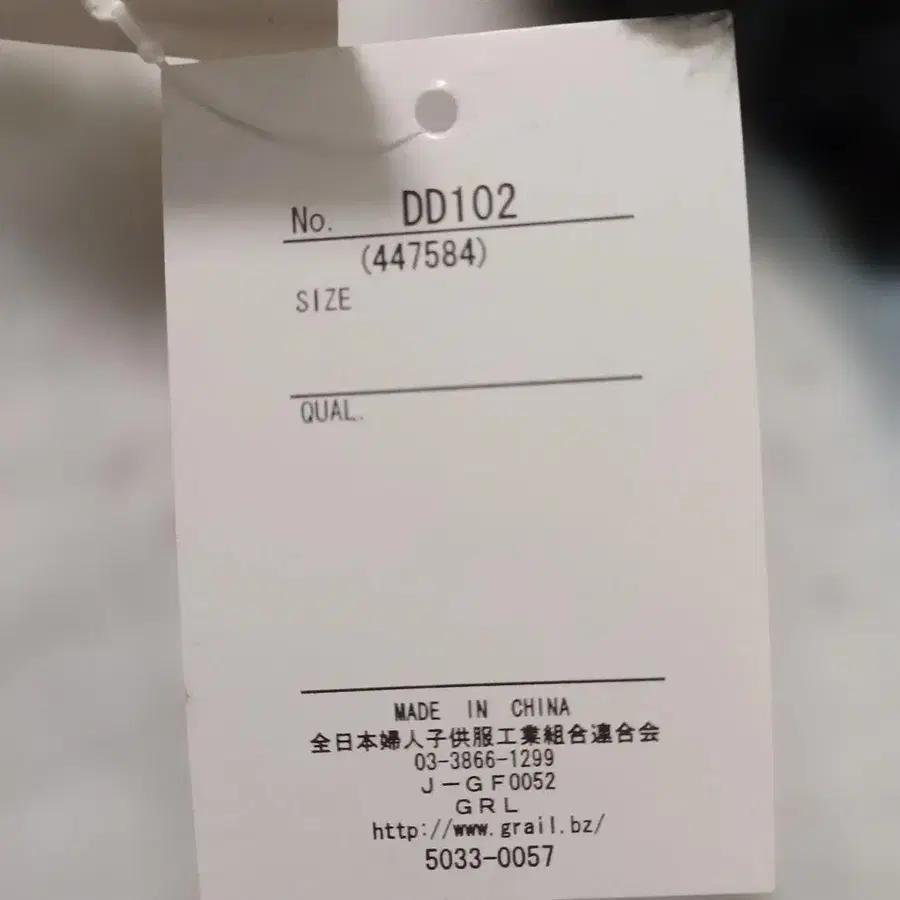 No. DD102
(447584)
SIZE
QUAL.
MADE IN CHINA
全日本婦人子供服工業組合連合会
03-3866-1299
J－GF0052
GRL
http://www.grail.bz/
5033-0057